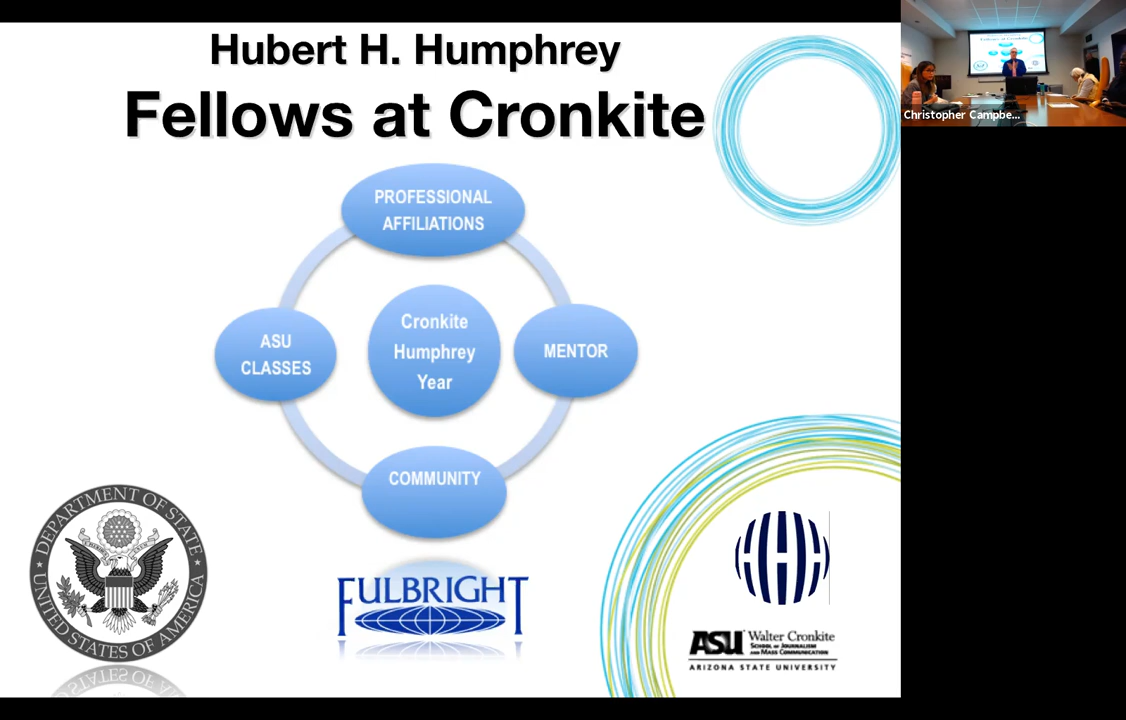 Hubert H. Humphrey
Fellows at Cronkite
Christopher Campbe...
PROFESSIONAL
AFFILIATIONS
ASU
CLASSES
Cronkite
Humphrey
Year
MENTOR
COMMUNITY
DEPARTMENT OF STATE
UNITED STATES OF AMERICA
FULBRIGHT
HHH
ASU Walter Cronkite
SCHOOL OF JOURNALISM
AND MASS COMMUNICATION
ARIZONA STATE UNIVERSITY